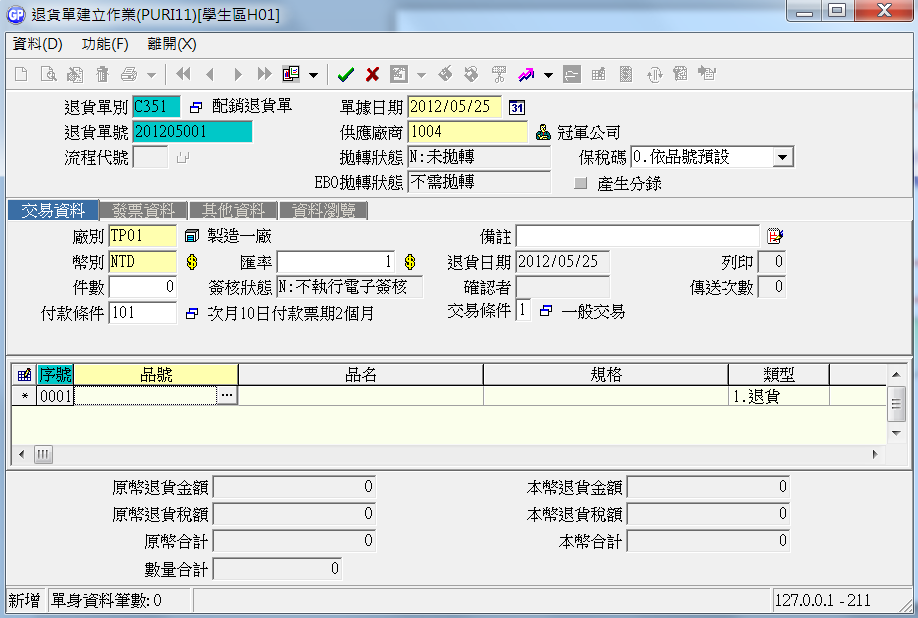 退貨單建立作業(PURI11)[學生區H01]
資料(D) 功能(F) 離開(X)
退貨單別 C351 配銷退貨單 單據日期 2012/05/25 31
退貨單號 201205001 供應廠商 1004 冠軍公司
流程代號 拋轉狀態 N:未拋轉 保稅碼 0.依品號預設
EBO拋轉狀態 不需拋轉 產生分錄
交易資料 發票資料 其他資料 資料瀏覽
廠別 TP01 製造一廠 備註
幣別 NTD 匯率 1 退貨日期 2012/05/25 列印 0
件數 0 簽核狀態 N:不執行電子簽核 確認者 傳送次數 0
付款條件 101 次月10日付款票期2個月 交易條件 1 一般交易
序號 品號 品名 規格 類型
* 0001 ... 1.退貨
原幣退貨金額 0 本幣退貨金額 0
原幣退貨稅額 0 本幣退貨稅額 0
原幣合計 0 本幣合計 0
數量合計 0
新增 單身資料筆數: 0 127.0.0.1 - 211